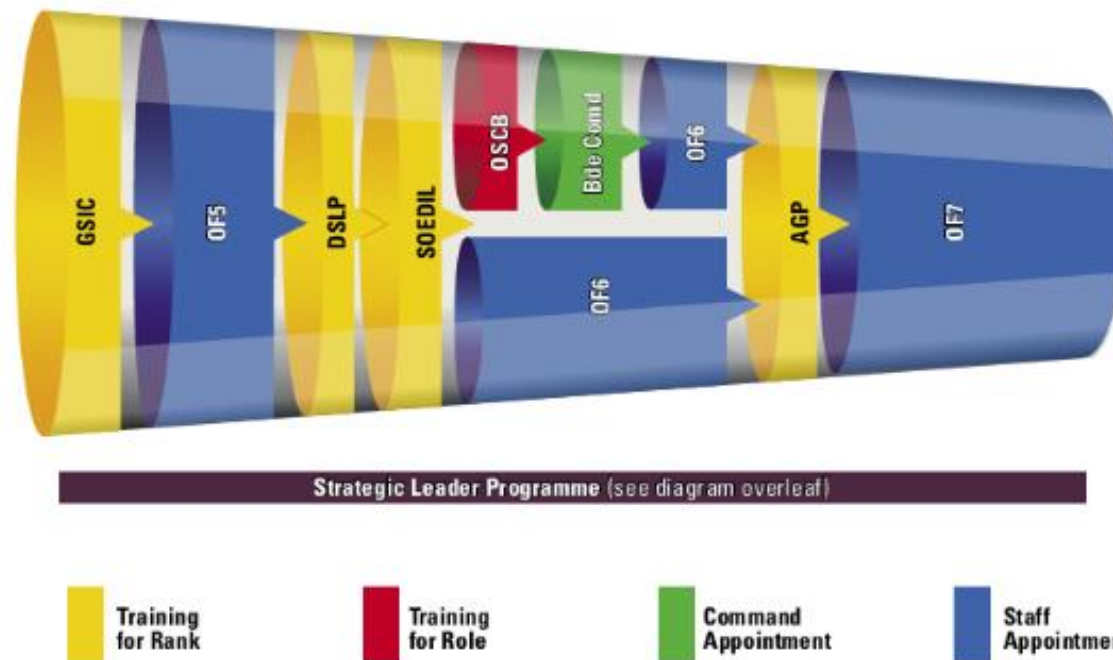 GSIC
OF5
DSLP
SOEDIL
OSCB
Bde Comd
OF6
OF6
AGP
OF7
Strategic Leader Programme (see diagram overleaf)
Training
for Rank
Training
for Role
Command
Appointment
Staff
Appointme